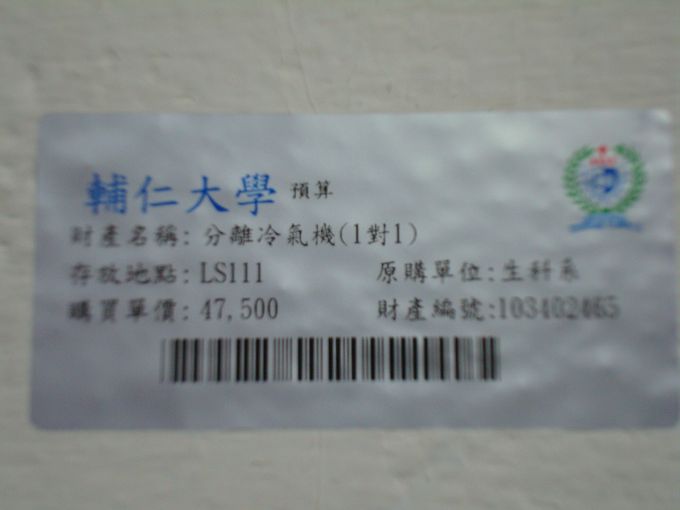 輔仁大學 預算
財產名稱: 分離冷氣機(1對1)
存放地點: LS111 原購單位:生科系
購買單價: 47,500 財產編號:103402465